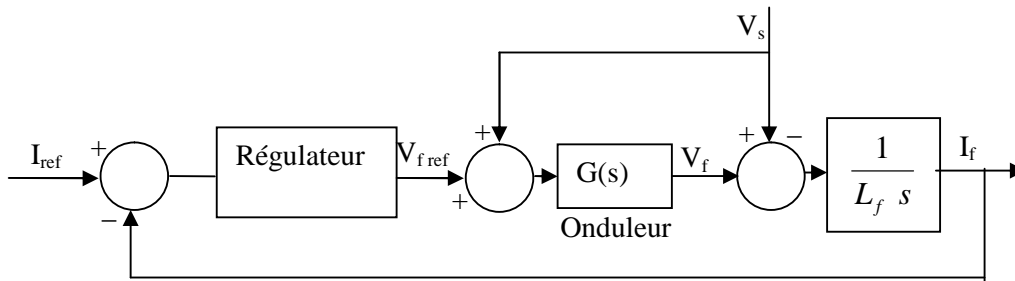 Vs
+
+ −
+ Régulateur Vf ref G(s) Vf 1 If
Iref
+ Lf s
− Onduleur